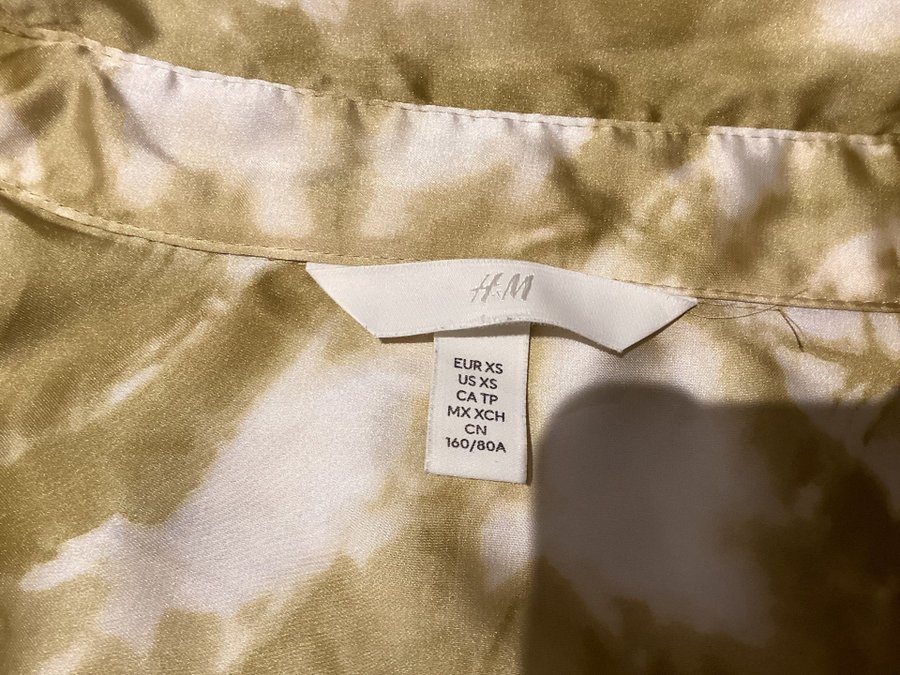 H&M
EUR XS
US XS
CA TP
MX XCH
CN
160/80A